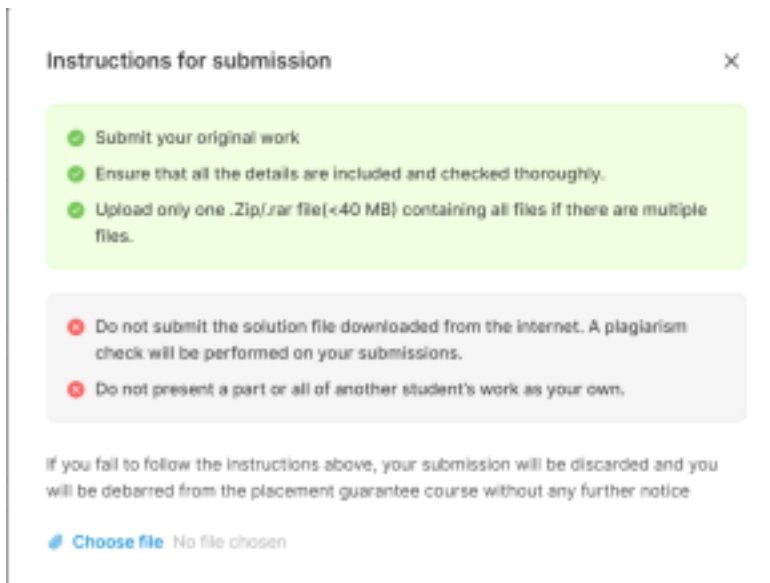 Instructions for submission
Submit your original work
Ensure that all the details are included and checked thoroughly.
Upload only one .Zip/.rar file(<40 MB) containing all files if there are multiple
files.
Do not submit the solution file downloaded from the internet. A plagiarism
check will be performed on your submissions.
Do not present a part or all of another student's work as your own.
If you fail to follow the instructions above, your submission will be discarded and you
will be debarred from the placement guarantee course without any further notice
Choose file No file chosen